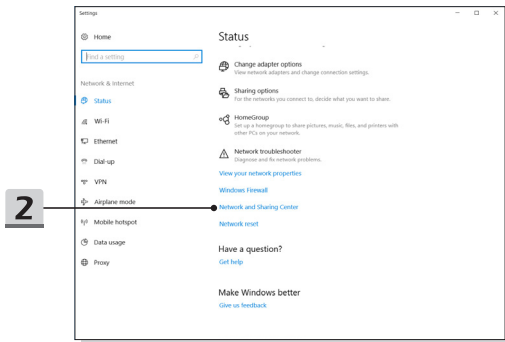 Settings
Home
Status
Find a setting
Change adapter options
View network adapters and change connection settings.
Network & Internet
Sharing options
For the networks you connect to, decide what you want to share.
Status
HomeGroup
Set up a homegroup to share pictures, music, files, and printers with
other PCs on your network.
Wi-Fi
Ethernet
Network troubleshooter
Diagnose and fix network problems.
Dial-up
View your network properties
VPN
Windows Firewall
Airplane mode
2
Network and Sharing Center
Mobile hotspot
Network reset
Data usage
Have a question?
Proxy
Get help
Make Windows better
Give us feedback